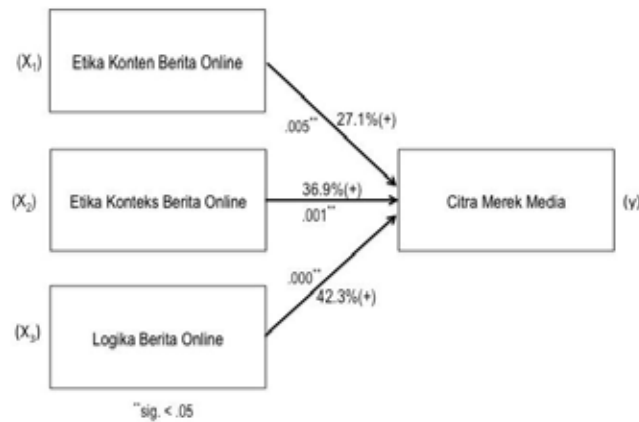 (X₁)
Etika Konten Berita Online
.005**
27.1%(+)
(X₂)
Etika Konteks Berita Online
36.9%(+)
.001**
Citra Merek Media
(y)
.000**
42.3%(+)
(X₃)
Logika Berita Online
**sig. < .05